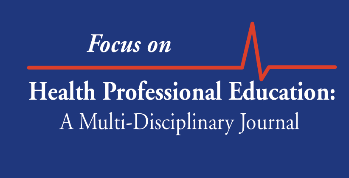 Focus on
Health Professional Education:
A Multi-Disciplinary Journal